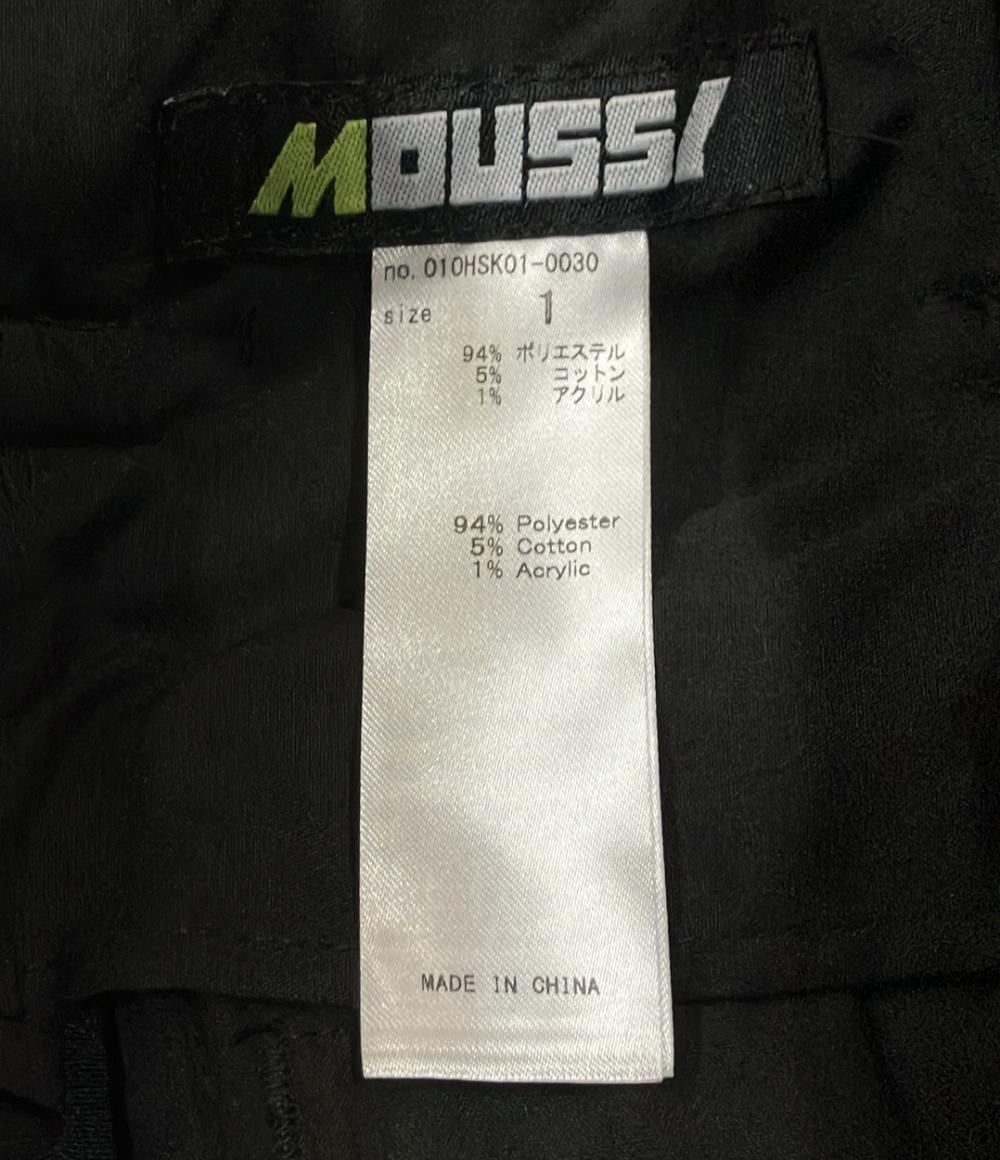 MOUSSY
no. 010HSK01-0030
size 1
94% ポリエステル
5% コットン
1% アクリル
94% Polyester
5% Cotton
1% Acrylic
MADE IN CHINA